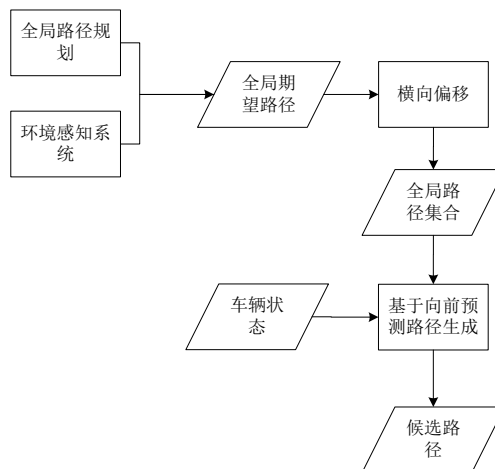 全局路径规
划
环境感知系
统
全局期
望路径
横向偏移
全局路
径集合
车辆状
态
基于向前预
测路径生成
候选路
径